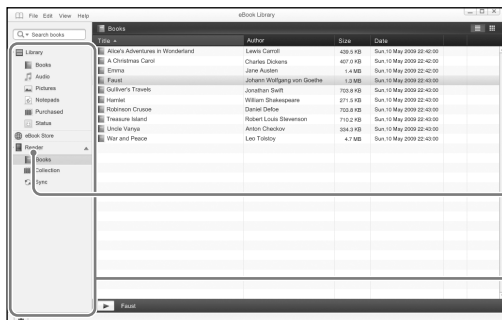 File Edit View Help
eBook Library
Search books
Books
Title Author Size Date
Library
Books
Audio
Pictures
Notepads
Purchased
Status
eBook Store
Reader
Books
Collection
Sync
Alice's Adventures in Wonderland Lewis Carroll 439.5 KB Sun,10 May 2009 22:42:00
A Christmas Carol Charles Dickens 407.0 KB Sun,10 May 2009 22:42:00
Emma Jane Austen 1.4 MB Sun,10 May 2009 22:42:00
Faust Johann Wolfgang von Goethe 1.3 MB Sun,10 May 2009 22:43:00
Gulliver's Travels Jonathan Swift 703.8 KB Sun,10 May 2009 22:43:00
Hamlet William Shakespeare 271.5 KB Sun,10 May 2009 22:43:00
Robinson Crusoe Daniel Defoe 703.8 KB Sun,10 May 2009 22:43:00
Treasure Island Robert Louis Stevenson 710.2 KB Sun,10 May 2009 22:43:00
Uncle Vanya Anton Checkov 334.3 KB Sun,10 May 2009 22:43:00
War and Peace Leo Tolstoy 4.7 MB Sun,10 May 2009 22:43:00
Faust